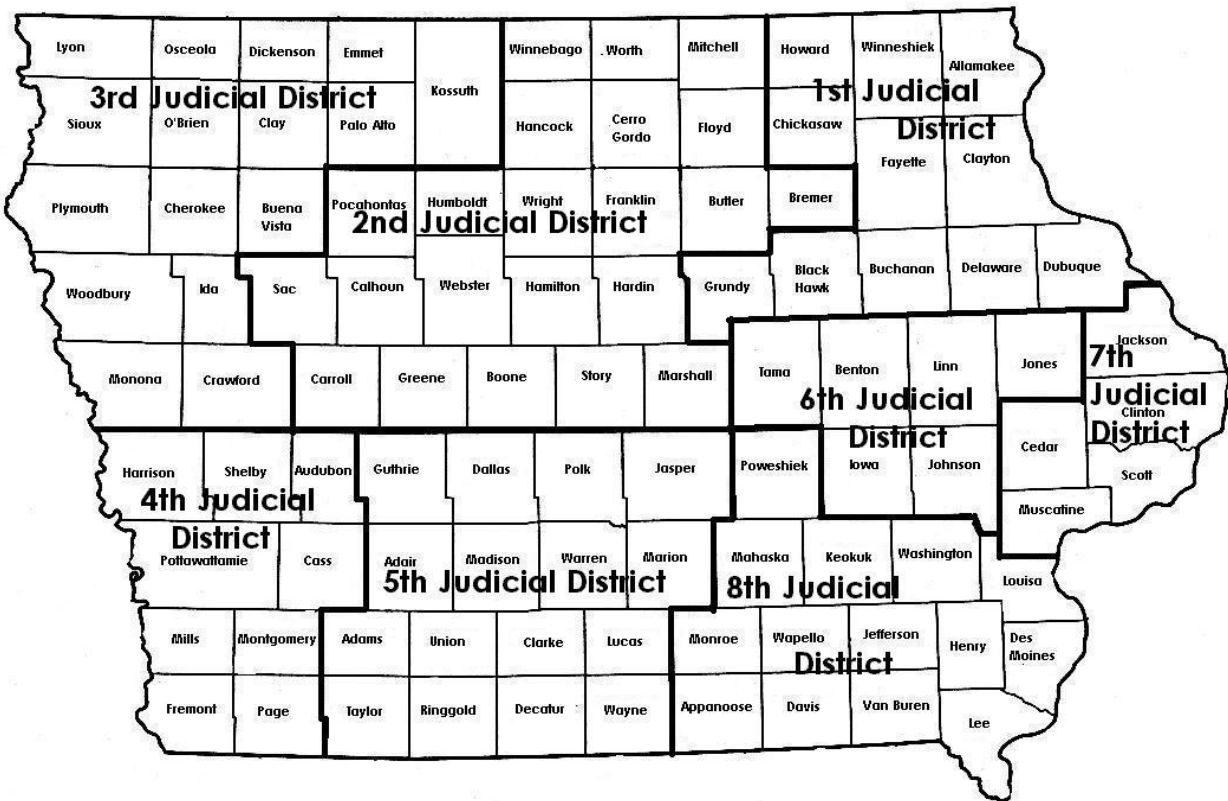 Lyon
Osceola
Dickenson
Emmet
Kossuth
Winnebago
. Worth
Mitchell
Howard
Winneshiek
Allamakee
3rd Judicial District
1st Judicial
District
Sioux
O'Brien
Clay
Palo Alto
Hancock
Cerro
Gordo
Floyd
Chickasaw
Fayette
Clayton
Plymouth
Cherokee
Buena
Vista
Pocahontas
Humboldt
Wright
Franklin
Butler
Bremer
2nd Judicial District
Woodbury
Ida
Sac
Calhoun
Webster
Hamilton
Hardin
Grundy
Black
Hawk
Buchanan
Delaware
Dubuque
Monona
Crawford
Carroll
Greene
Boone
Story
Marshall
Tama
Benton
Linn
Jones
Jackson
7th
Judicial
District
Clinton
6th Judicial
District
Harrison
Shelby
Audubon
Guthrie
Dallas
Polk
Jasper
Poweshiek
Iowa
Johnson
Cedar
Scott
Muscatine
4th Judicial
District
Pottawattamie
Cass
Adair
Madison
Warren
Marion
5th Judicial District
Mahaska
Keokuk
Washington
Louisa
8th Judicial
District
Mills
Montgomery
Adams
Union
Clarke
Lucas
Monroe
Wapello
Jefferson
Henry
Des
Moines
Fremont
Page
Taylor
Ringgold
Decatur
Wayne
Appanoose
Davis
Van Buren
Lee